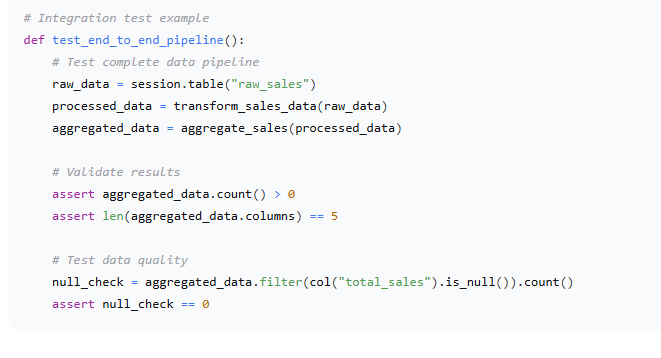 # Integration test example
def test_end_to_end_pipeline():
    # Test complete data pipeline
    raw_data = session.table("raw_sales")
    processed_data = transform_sales_data(raw_data)
    aggregated_data = aggregate_sales(processed_data)

    # Validate results
    assert aggregated_data.count() > 0
    assert len(aggregated_data.columns) == 5

    # Test data quality
    null_check = aggregated_data.filter(col("total_sales").is_null()).count()
    assert null_check == 0